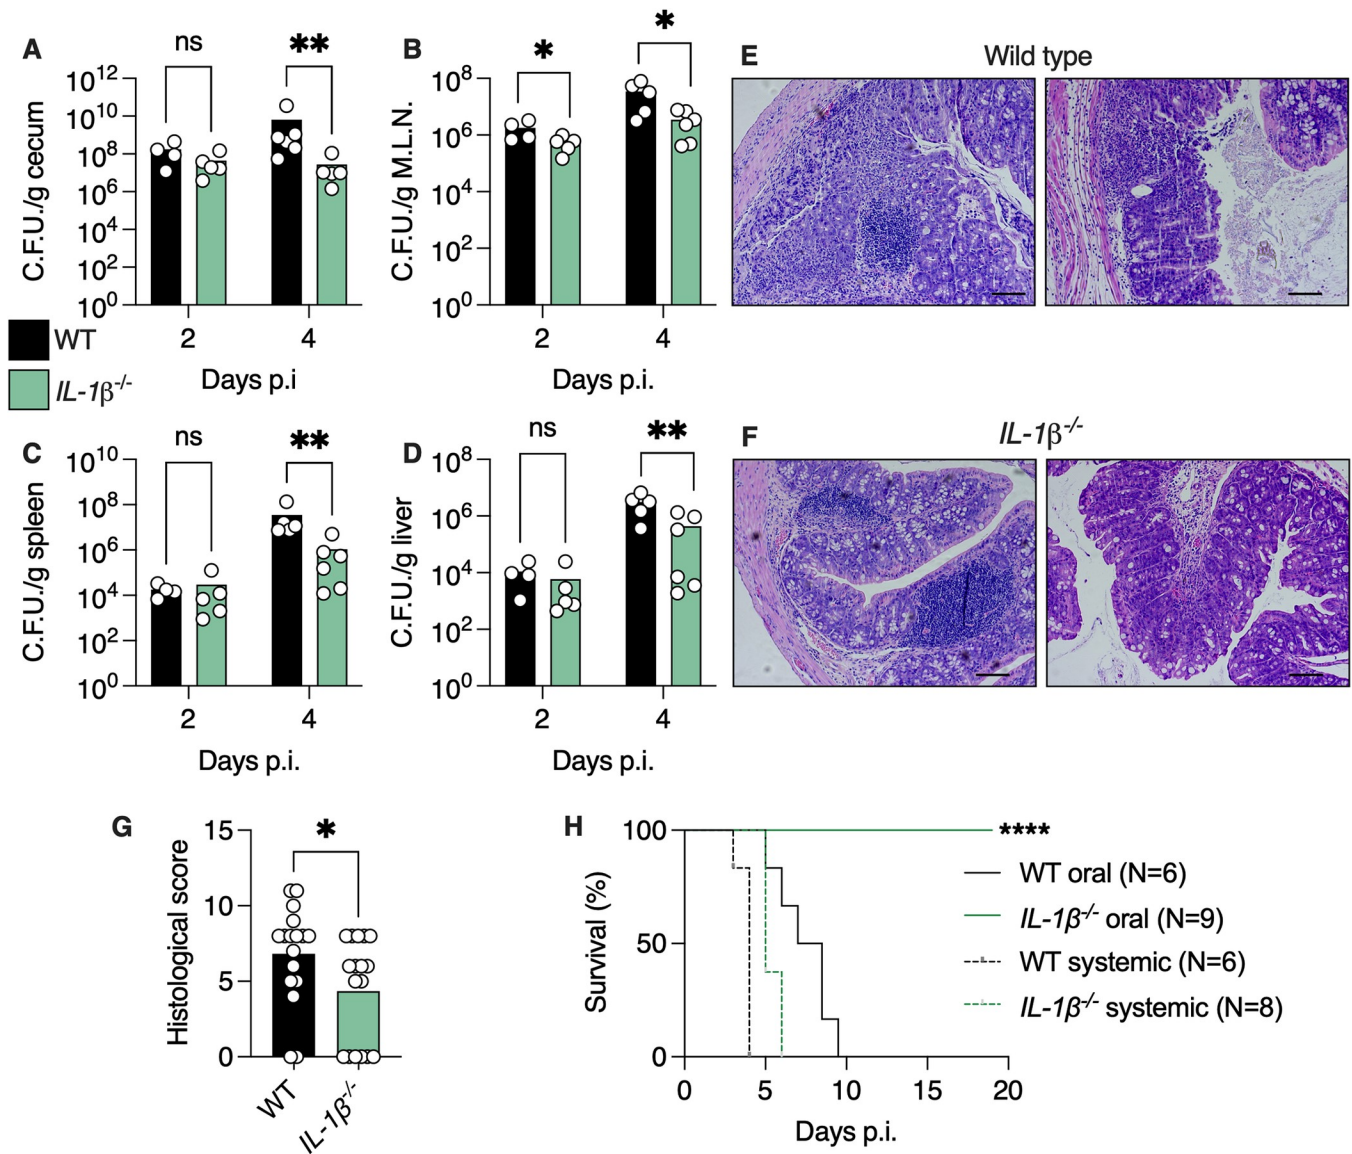 A
ns
**
C.F.U./g cecum
10^12
10^10
10^8
10^6
10^4
10^2
10^0
2
4
Days p.i
B
*
*
C.F.U./g M.L.N.
10^8
10^6
10^4
10^2
10^0
2
4
Days p.i.
E
Wild type
WT
IL-1β-/-
C
ns
**
C.F.U./g spleen
10^10
10^8
10^6
10^4
10^2
10^0
2
4
Days p.i.
D
ns
**
C.F.U./g liver
10^8
10^6
10^4
10^2
10^0
2
4
Days p.i.
F
IL-1β-/-
G
*
Histological score
15
10
5
0
WT
IL-1β-/-
H
Survival (%)
100
50
0
0
5
10
15
20
Days p.i.
****
WT oral (N=6)
IL-1β-/- oral (N=9)
WT systemic (N=6)
IL-1β-/- systemic (N=8)